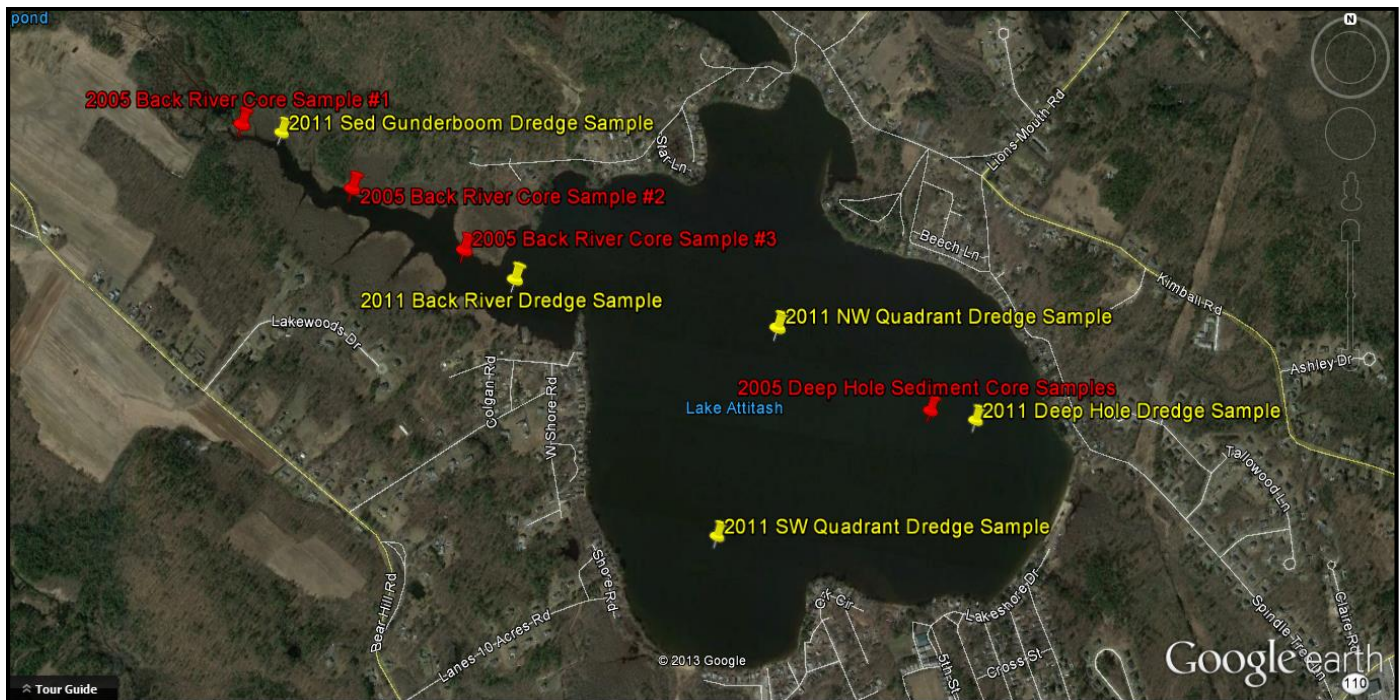 pond
N
2005 Back River Core Sample #1
2011 Sed Gunderboom Dredge Sample
Star Ln
Lions Mouth Rd
2005 Back River Core Sample #2
2005 Back River Core Sample #3
Beech Ln
2011 Back River Dredge Sample
Kimball Rd
2011 NW Quadrant Dredge Sample
Lakewoods Dr
Ashley Dr
Colgan Rd
W Shore Rd
2005 Deep Hole Sediment Core Samples
Lake Attitash
2011 Deep Hole Dredge Sample
Tallowood Ln
2011 SW Quadrant Dredge Sample
Shore Rd
Bear Hill Rd
Lanes 10 Acres Rd
Lakeshore Dr
Cir
Spindle Tree Ln
Claire Rd
Cross St
5th St
© 2013 Google
Google earth
110
Tour Guide